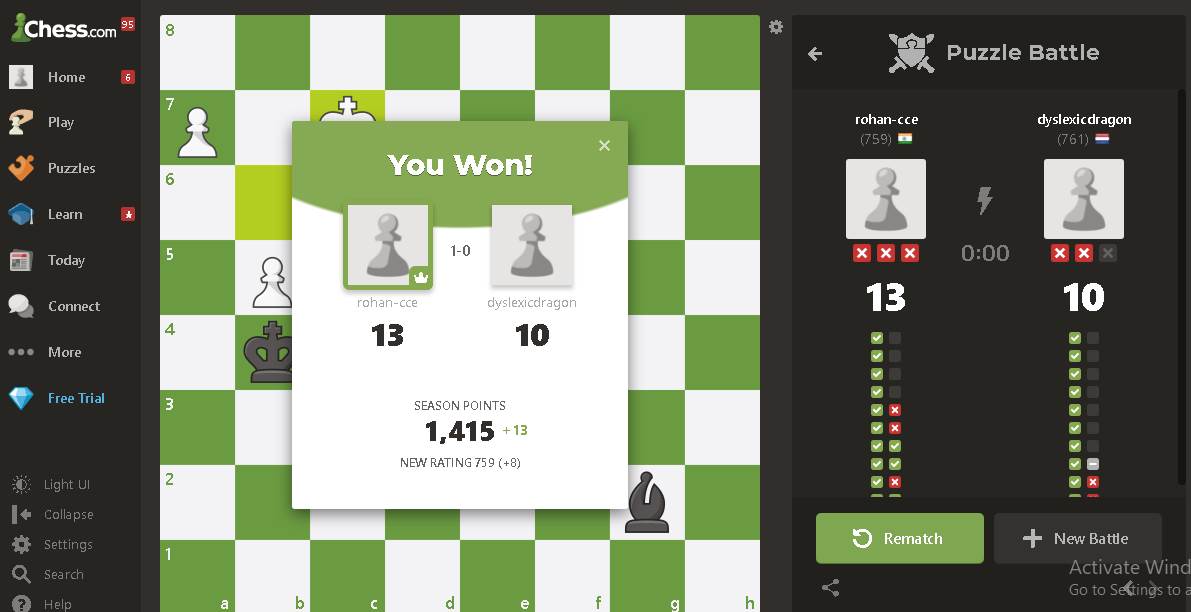 Chess.com 95
Home 6
Play
Puzzles
Learn
Today
Connect
More
Free Trial
Light UI
Collapse
Settings
Search
Help
8
7
6
5
4
3
2
1
a b c d e f g h
You Won!
1-0
rohan-cce dyslexicdragon
13 10
SEASON POINTS
1,415 +13
NEW RATING 759 (+8)
Puzzle Battle
rohan-cce dyslexicdragon
(759) (761)
0:00
13 10
Rematch
New Battle
Activate Wind
Go to Settings to a